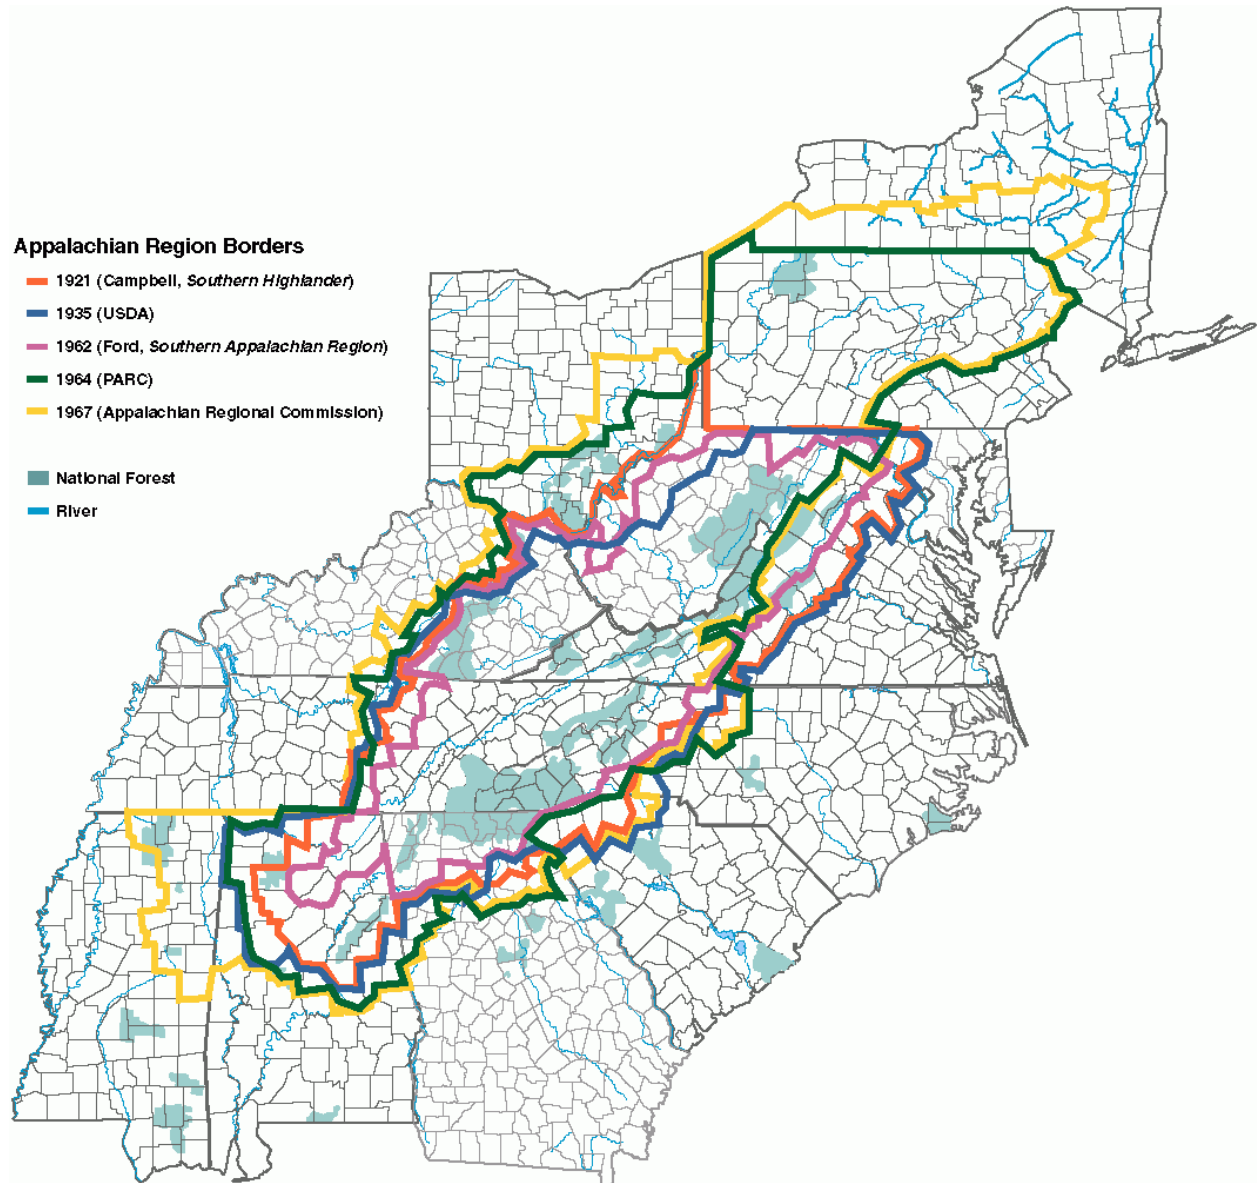 Appalachian Region Borders
1921 (Campbell, Southern Highlander)
1935 (USDA)
1962 (Ford, Southern Appalachian Region)
1964 (PARC)
1967 (Appalachian Regional Commission)
National Forest
River